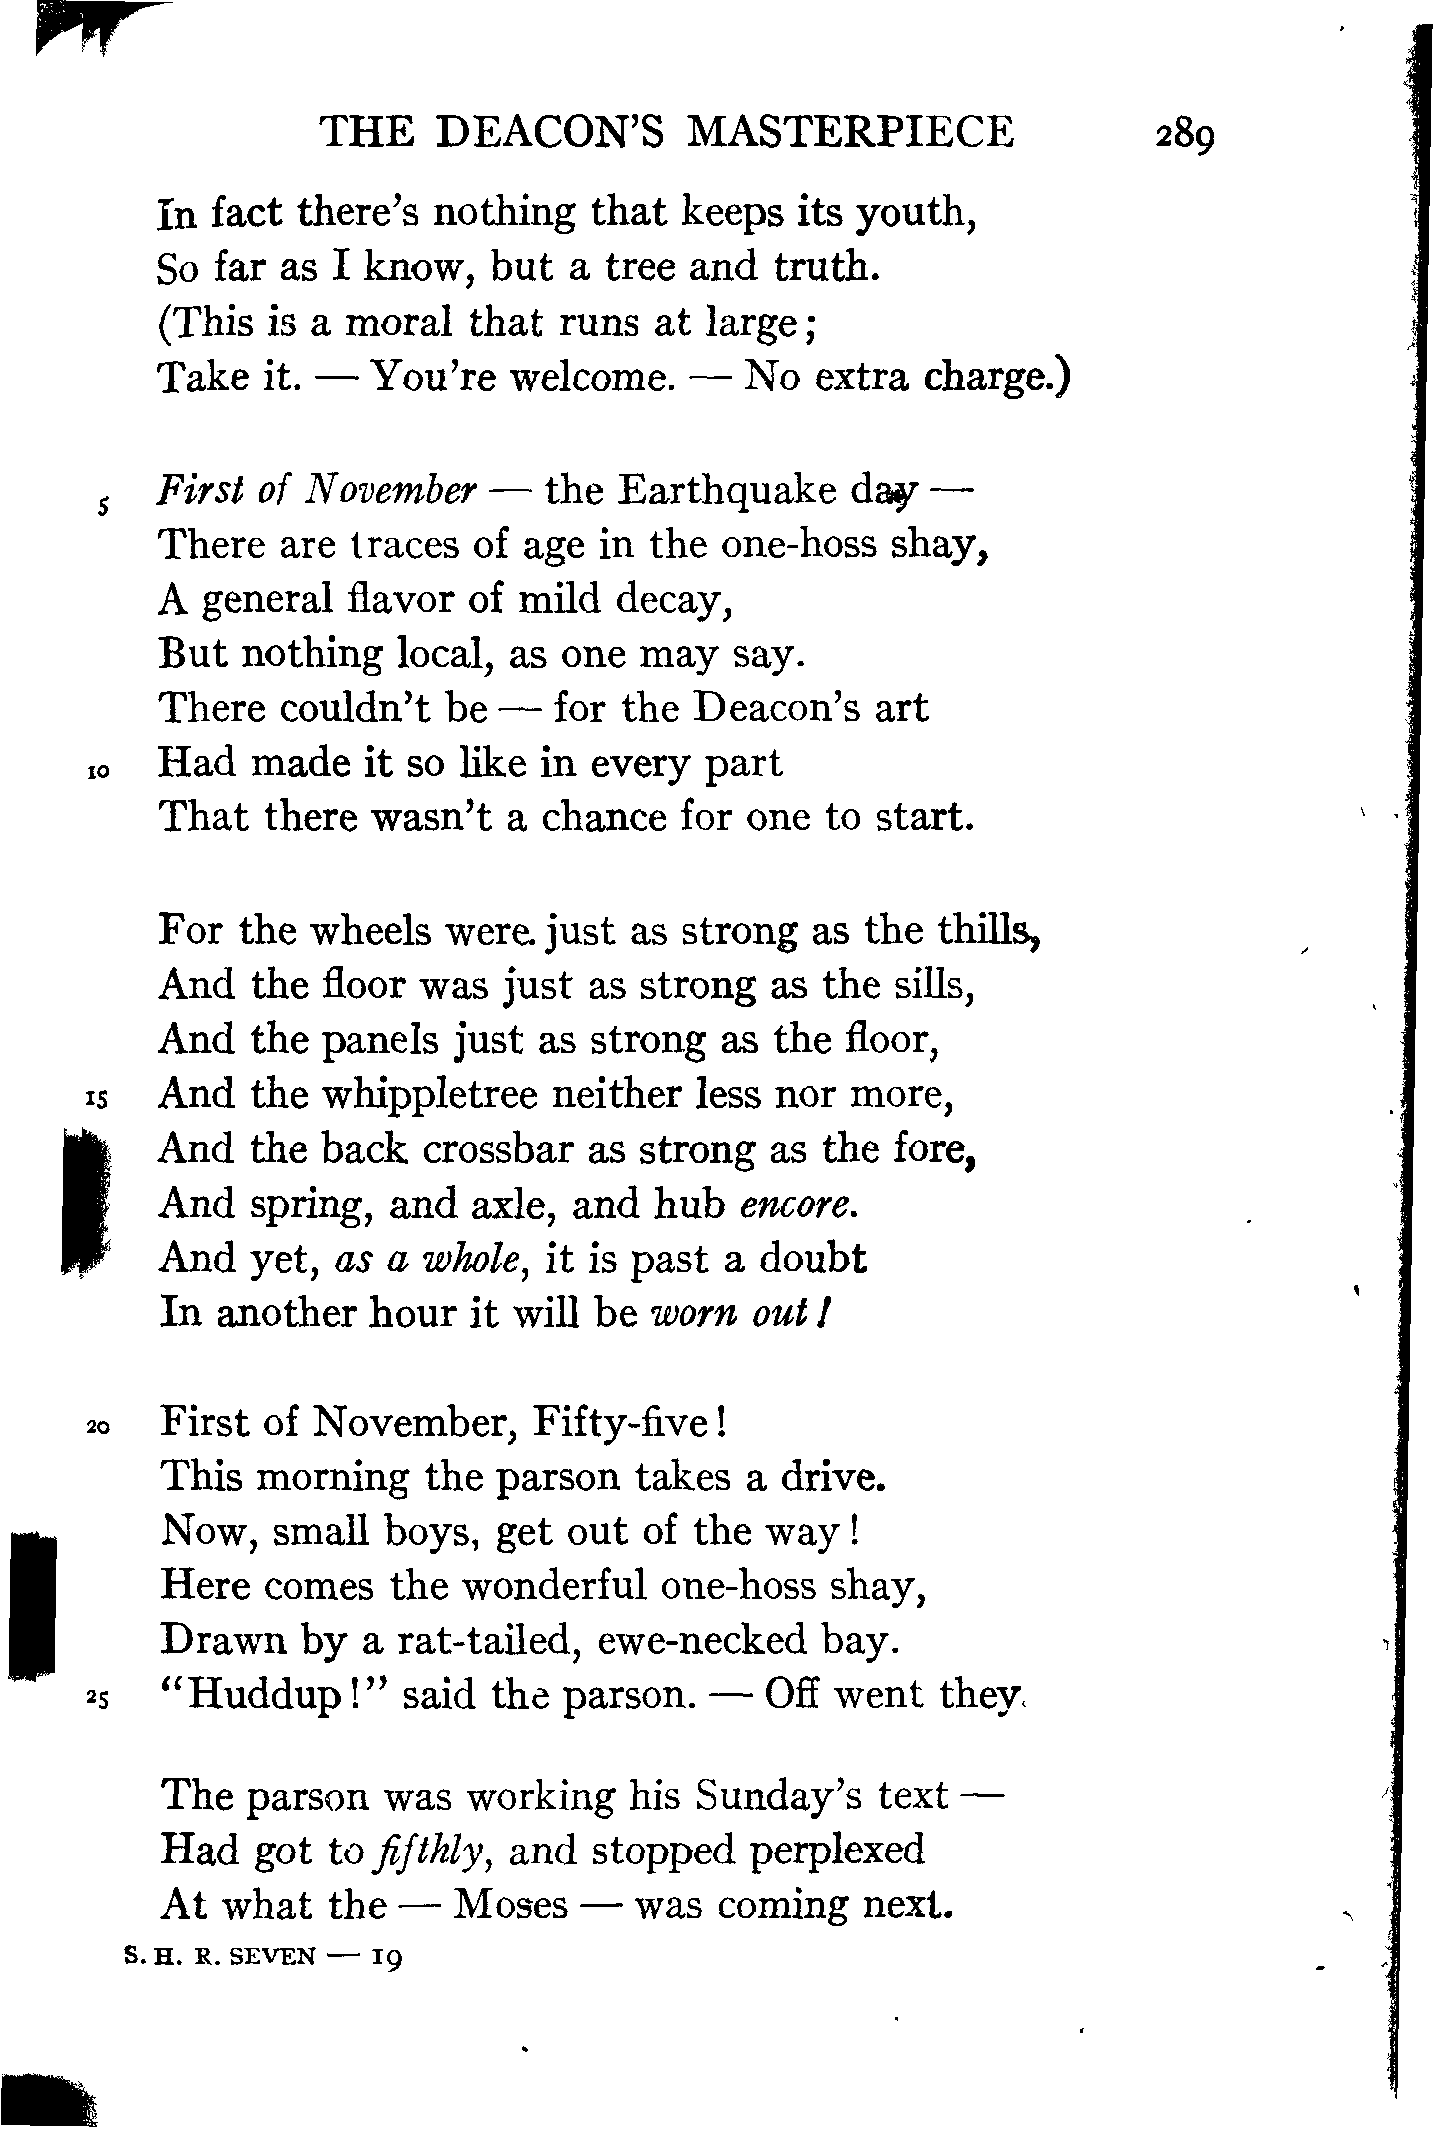 THE DEACON'S MASTERPIECE 289
In fact there's nothing that keeps its youth,
So far as I know, but a tree and truth.
(This is a moral that runs at large;
Take it. — You're welcome. — No extra charge.)
5 First of November — the Earthquake day —
There are traces of age in the one-hoss shay,
A general flavor of mild decay,
But nothing local, as one may say.
There couldn't be — for the Deacon's art
10 Had made it so like in every part
That there wasn't a chance for one to start.
For the wheels were just as strong as the thills,
And the floor was just as strong as the sills,
And the panels just as strong as the floor,
15 And the whippletree neither less nor more,
And the back crossbar as strong as the fore,
And spring, and axle, and hub encore.
And yet, as a whole, it is past a doubt
In another hour it will be worn out!
20 First of November, Fifty-five!
This morning the parson takes a drive.
Now, small boys, get out of the way!
Here comes the wonderful one-hoss shay,
Drawn by a rat-tailed, ewe-necked bay.
25 "Huddup!" said the parson. — Off went they.
The parson was working his Sunday's text —
Had got to fifthly, and stopped perplexed
At what the — Moses — was coming next.
S. H. R. SEVEN — 19